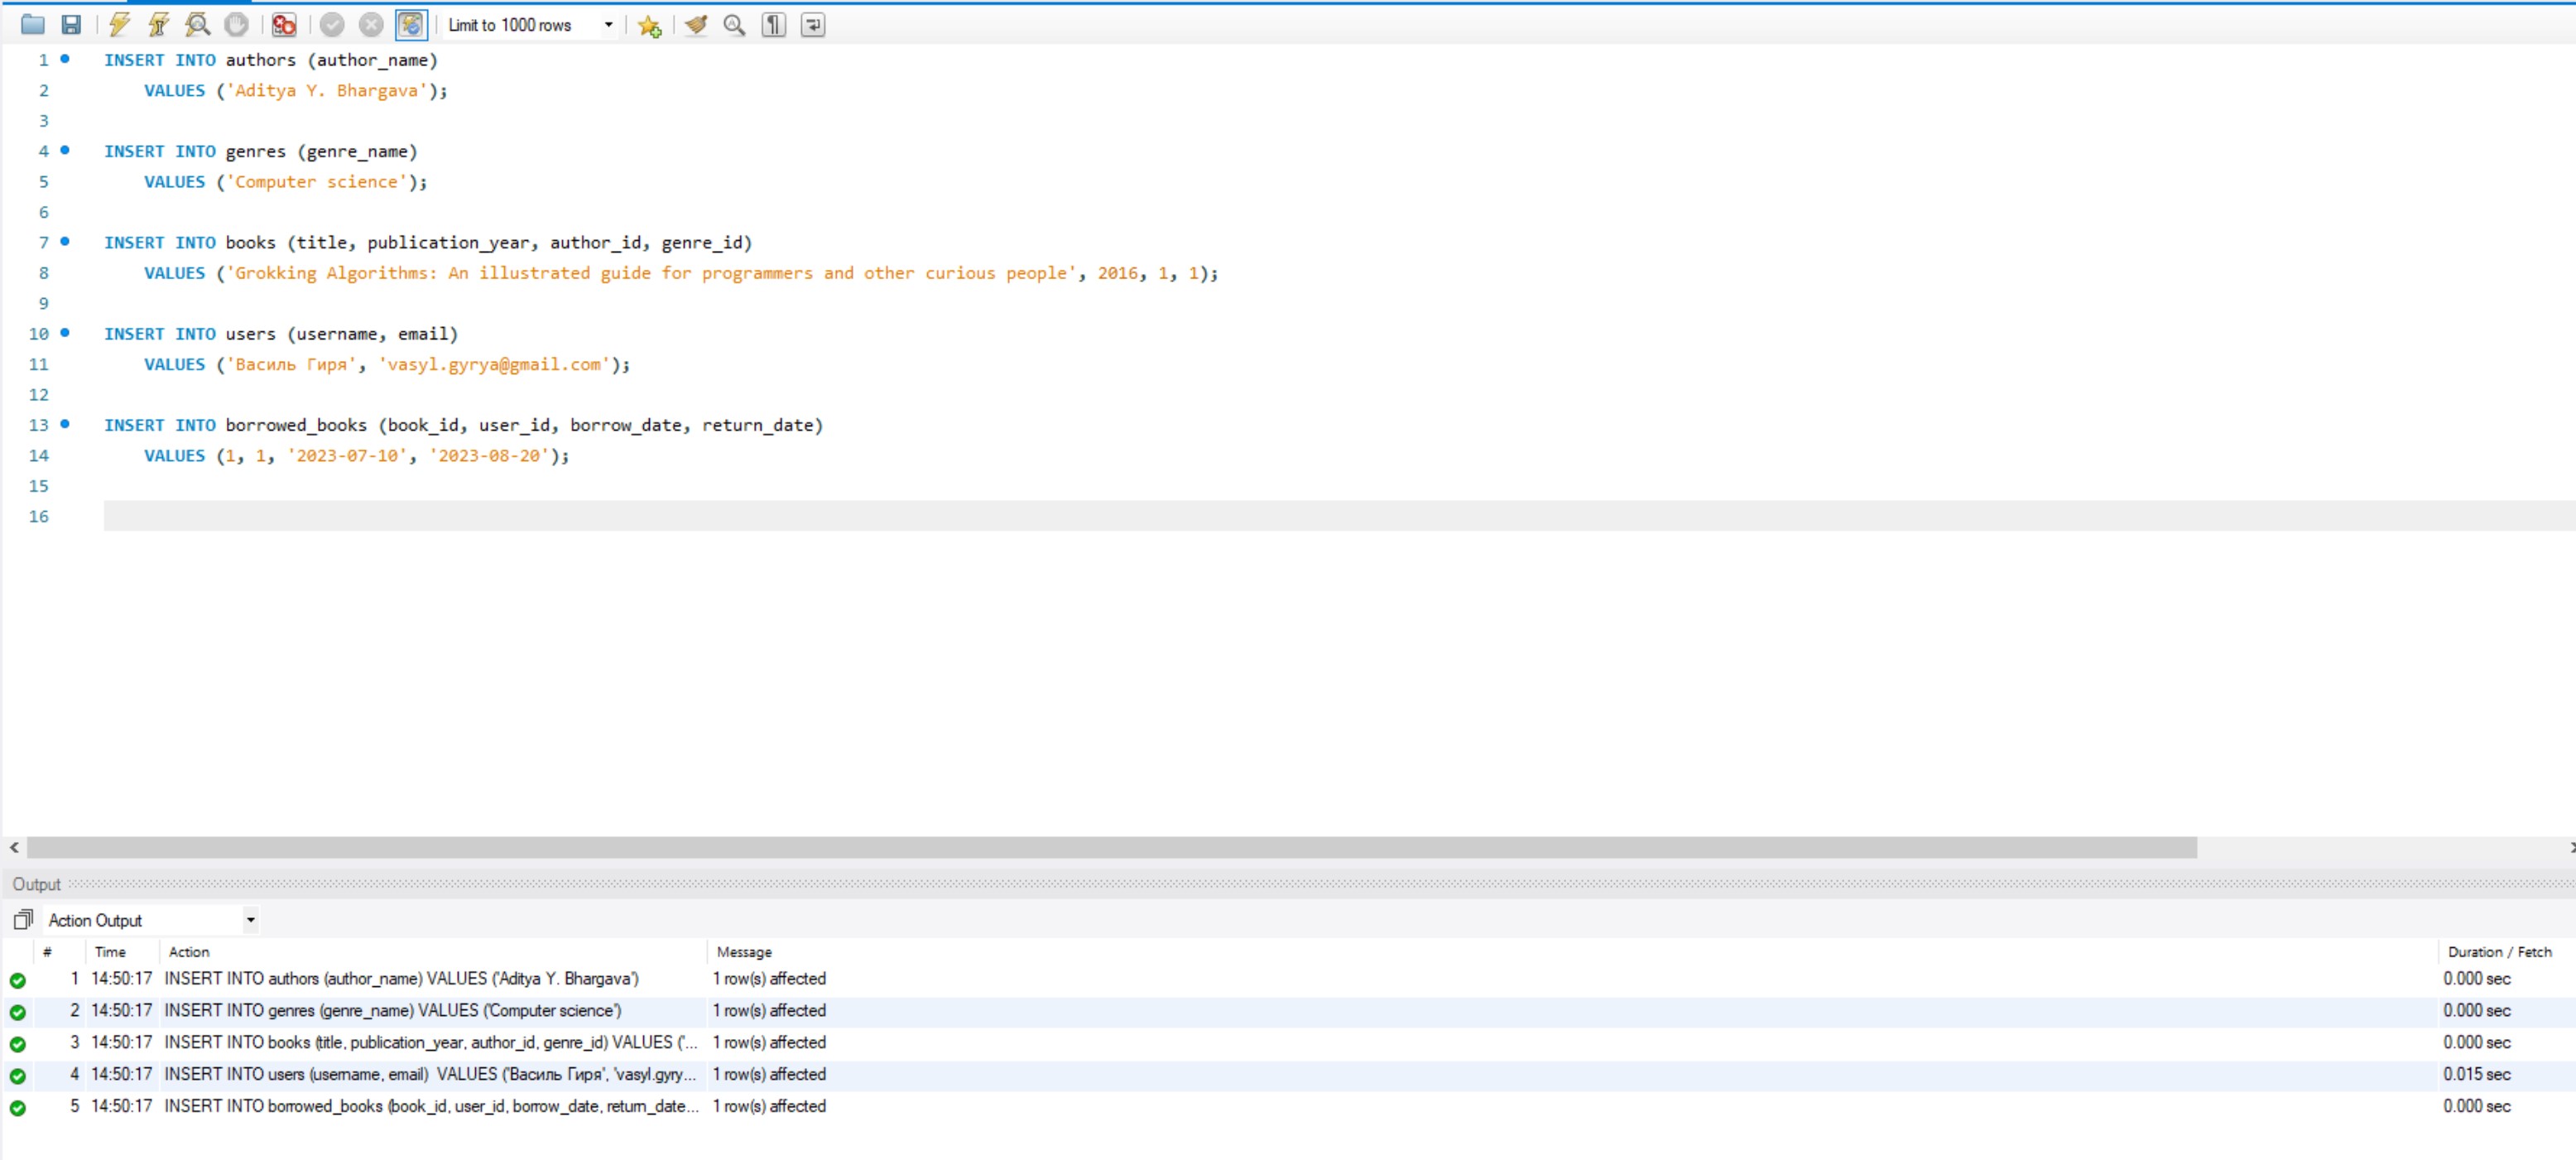 Limit to 1000 rows
1 INSERT INTO authors (author_name)
2 VALUES ('Aditya Y. Bhargava');
3
4 INSERT INTO genres (genre_name)
5 VALUES ('Computer science');
6
7 INSERT INTO books (title, publication_year, author_id, genre_id)
8 VALUES ('Grokking Algorithms: An illustrated guide for programmers and other curious people', 2016, 1, 1);
9
10 INSERT INTO users (username, email)
11 VALUES ('Василь Гиря', 'vasyl.gyrya@gmail.com');
12
13 INSERT INTO borrowed_books (book_id, user_id, borrow_date, return_date)
14 VALUES (1, 1, '2023-07-10', '2023-08-20');
15
16
Output
Action Output
# Time Action Message Duration / Fetch
1 14:50:17 INSERT INTO authors (author_name) VALUES ('Aditya Y. Bhargava') 1 row(s) affected 0.000 sec
2 14:50:17 INSERT INTO genres (genre_name) VALUES ('Computer science') 1 row(s) affected 0.000 sec
3 14:50:17 INSERT INTO books (title, publication_year, author_id, genre_id) VALUES ('... 1 row(s) affected 0.000 sec
4 14:50:17 INSERT INTO users (username, email)  VALUES ('Василь Гиря', 'vasyl.gyry... 1 row(s) affected 0.015 sec
5 14:50:17 INSERT INTO borrowed_books (book_id, user_id, borrow_date, return_date... 1 row(s) affected 0.000 sec